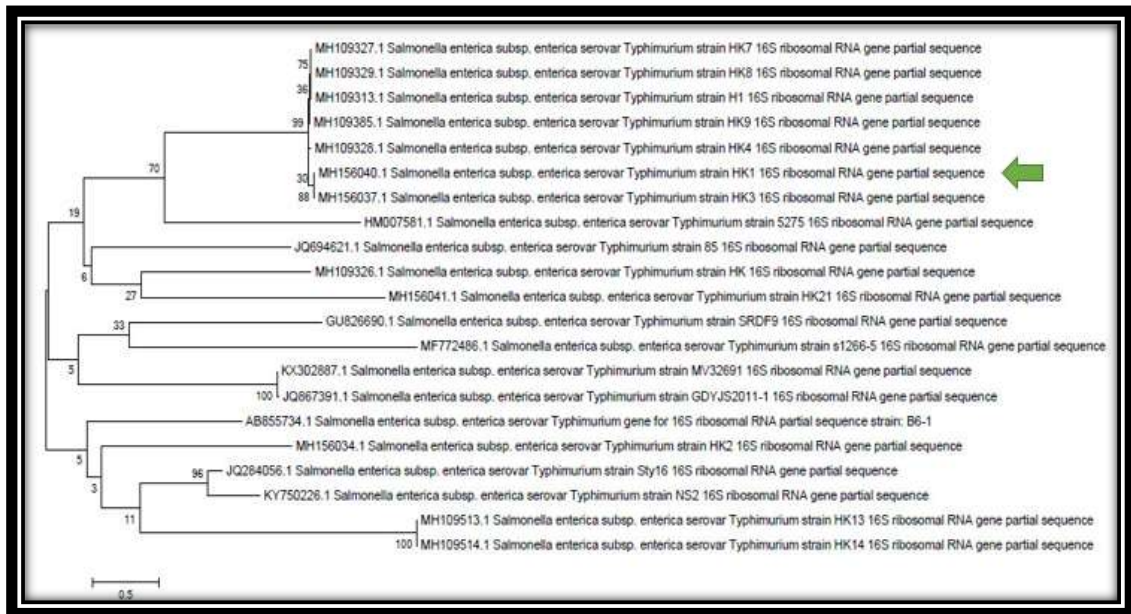 MH109327.1 Salmonella enterica subsp. enterica serovar Typhimurium strain HK7 16S ribosomal RNA gene partial sequence
75
MH109329.1 Salmonella enterica subsp. enterica serovar Typhimurium strain HK8 16S ribosomal RNA gene partial sequence
36
MH109313.1 Salmonella enterica subsp. enterica serovar Typhimurium strain H1 16S ribosomal RNA gene partial sequence
99
MH109385.1 Salmonella enterica subsp. enterica serovar Typhimurium strain HK9 16S ribosomal RNA gene partial sequence
MH109328.1 Salmonella enterica subsp. enterica serovar Typhimurium strain HK4 16S ribosomal RNA gene partial sequence
70
30
MH156040.1 Salmonella enterica subsp. enterica serovar Typhimurium strain HK1 16S ribosomal RNA gene partial sequence
88
MH156037.1 Salmonella enterica subsp. enterica serovar Typhimurium strain HK3 16S ribosomal RNA gene partial sequence
19
HM007581.1 Salmonella enterica subsp. enterica serovar Typhimurium strain 5275 16S ribosomal RNA gene partial sequence
JQ694621.1 Salmonella enterica subsp. enterica serovar Typhimurium strain 85 16S ribosomal RNA gene partial sequence
6
MH109326.1 Salmonella enterica subsp. enterica serovar Typhimurium strain HK 16S ribosomal RNA gene partial sequence
27
MH156041.1 Salmonella enterica subsp. enterica serovar Typhimurium strain HK21 16S ribosomal RNA gene partial sequence
33
GU826690.1 Salmonella enterica subsp. enterica serovar Typhimurium strain SRDF9 16S ribosomal RNA gene partial sequence
MF772486.1 Salmonella enterica subsp. enterica serovar Typhimurium strain s1266-5 16S ribosomal RNA gene partial sequence
5
KX302887.1 Salmonella enterica subsp. enterica serovar Typhimurium strain MV32691 16S ribosomal RNA gene partial sequence
100
JQ867391.1 Salmonella enterica subsp. enterica serovar Typhimurium strain GDYJS2011-1 16S ribosomal RNA gene partial sequence
AB855734.1 Salmonella enterica subsp. enterica serovar Typhimurium gene for 16S ribosomal RNA partial sequence strain: B6-1
5
MH156034.1 Salmonella enterica subsp. enterica serovar Typhimurium strain HK2 16S ribosomal RNA gene partial sequence
96
JQ284056.1 Salmonella enterica subsp. enterica serovar Typhimurium strain Sty16 16S ribosomal RNA gene partial sequence
3
KY750226.1 Salmonella enterica subsp. enterica serovar Typhimurium strain NS2 16S ribosomal RNA gene partial sequence
11
MH109513.1 Salmonella enterica subsp. enterica serovar Typhimurium strain HK13 16S ribosomal RNA gene partial sequence
100
MH109514.1 Salmonella enterica subsp. enterica serovar Typhimurium strain HK14 16S ribosomal RNA gene partial sequence
0.5